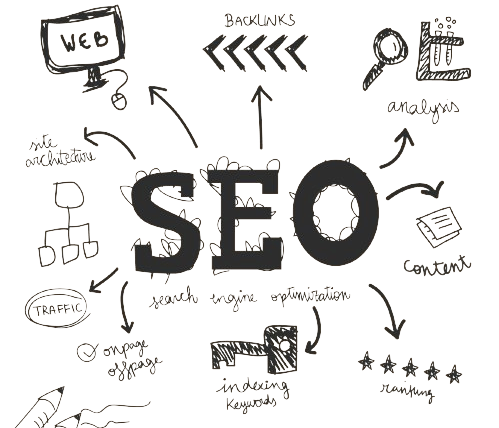 BACKLINKS
WEB
analysis
site
architecture
SEO
content
search engine optimization
TRAFFIC
onpage
offpage
indexing
Keywords
ranking